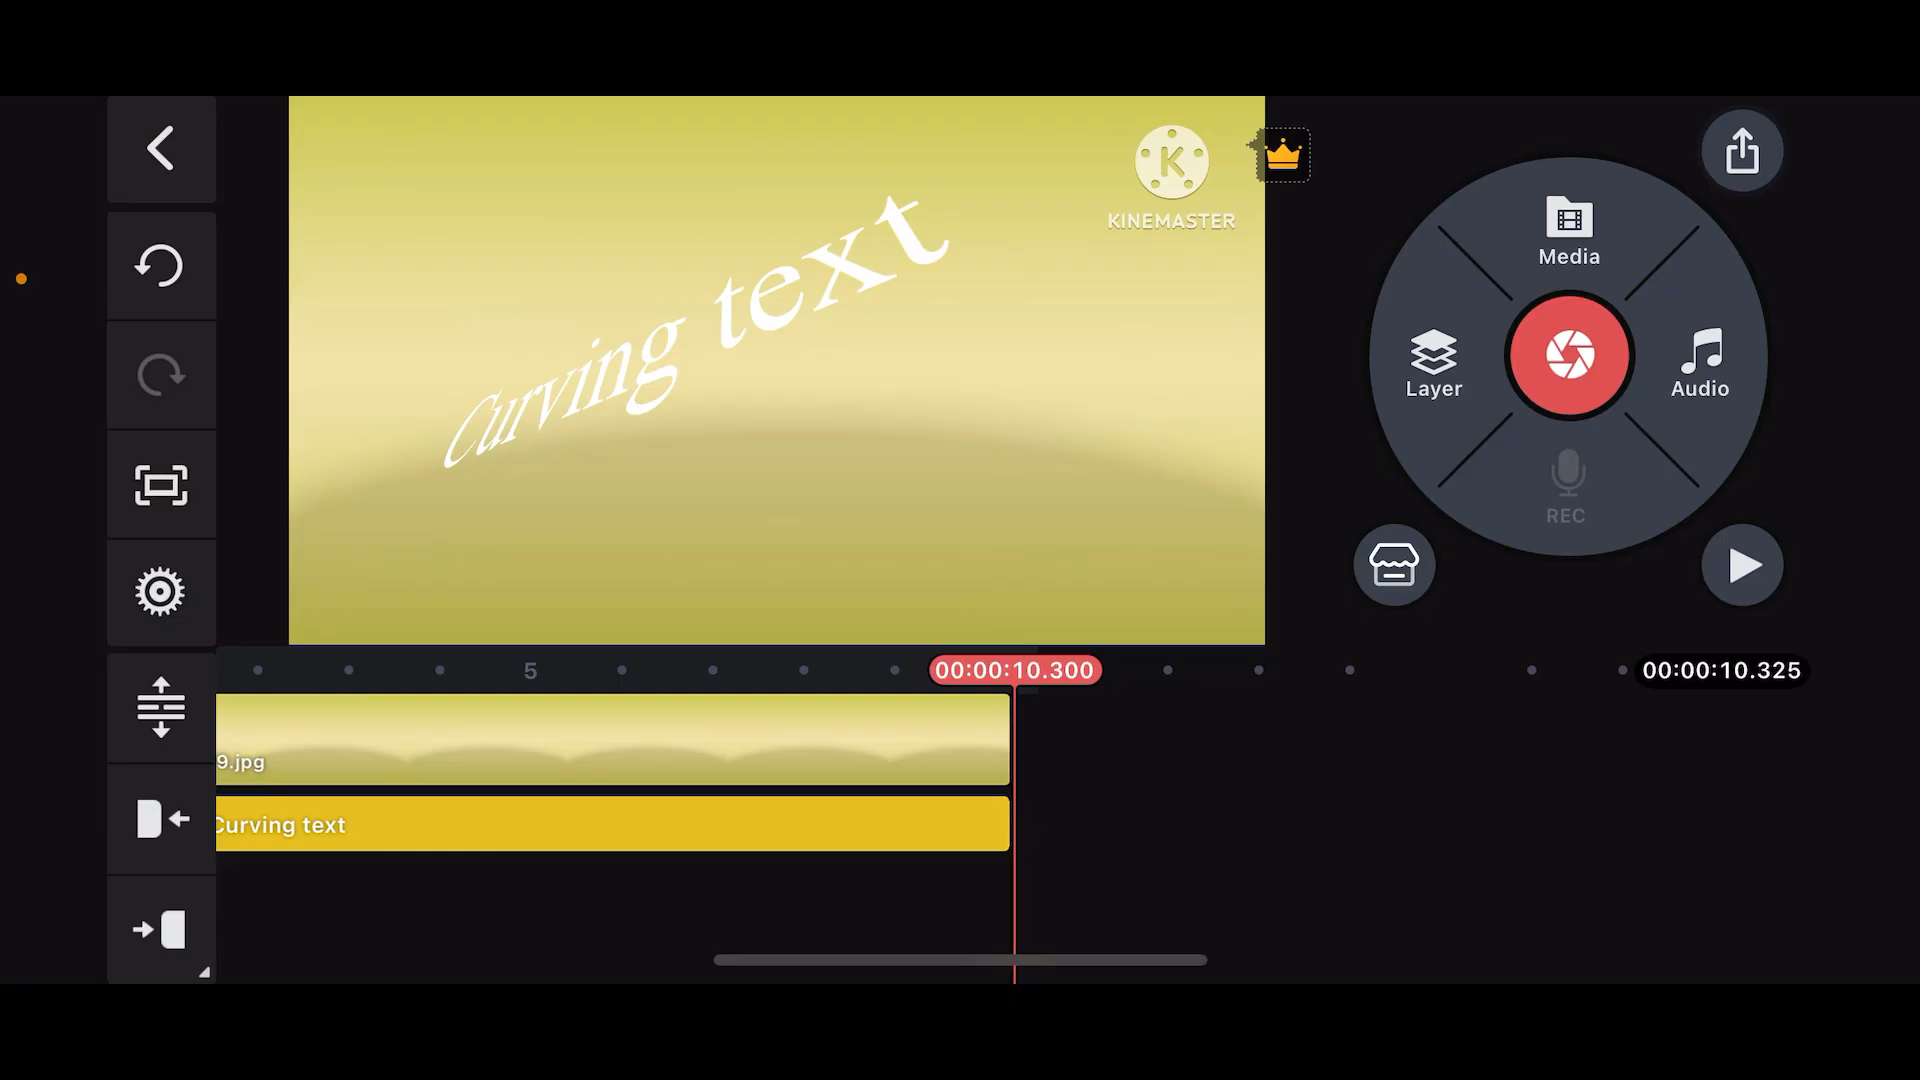 Curving text
K
KINEMASTER
Media
Layer
Audio
REC
5
00:00:10.300
00:00:10.325
9.jpg
Curving text